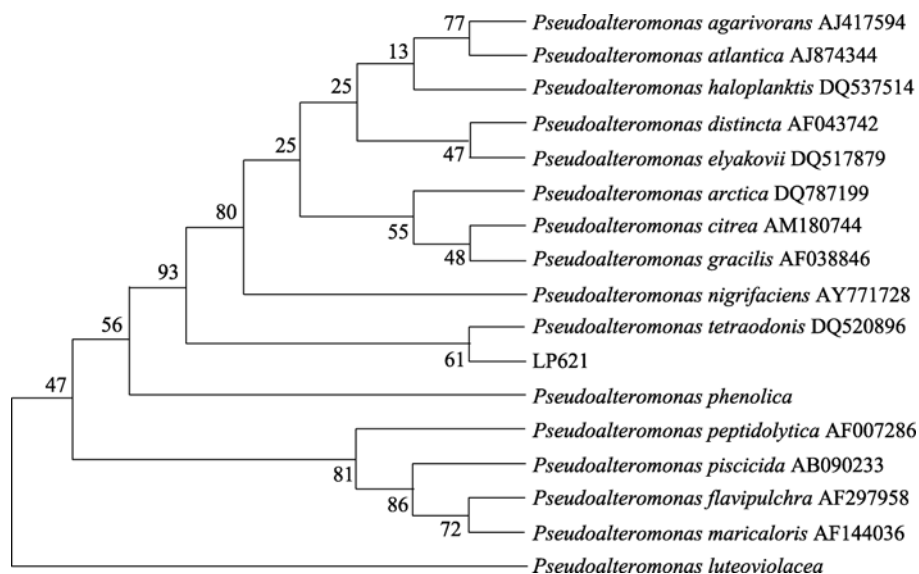 77
Pseudoalteromonas agarivorans AJ417594
13
Pseudoalteromonas atlantica AJ874344
25
Pseudoalteromonas haloplanktis DQ537514
25
Pseudoalteromonas distincta AF043742
47
Pseudoalteromonas elyakovii DQ517879
80
Pseudoalteromonas arctica DQ787199
55
Pseudoalteromonas citrea AM180744
48
Pseudoalteromonas gracilis AF038846
93
Pseudoalteromonas nigrifaciens AY771728
56
Pseudoalteromonas tetraodonis DQ520896
61
LP621
47
Pseudoalteromonas phenolica
Pseudoalteromonas peptidolytica AF007286
81
Pseudoalteromonas piscicida AB090233
86
Pseudoalteromonas flavipulchra AF297958
72
Pseudoalteromonas maricaloris AF144036
Pseudoalteromonas luteoviolacea